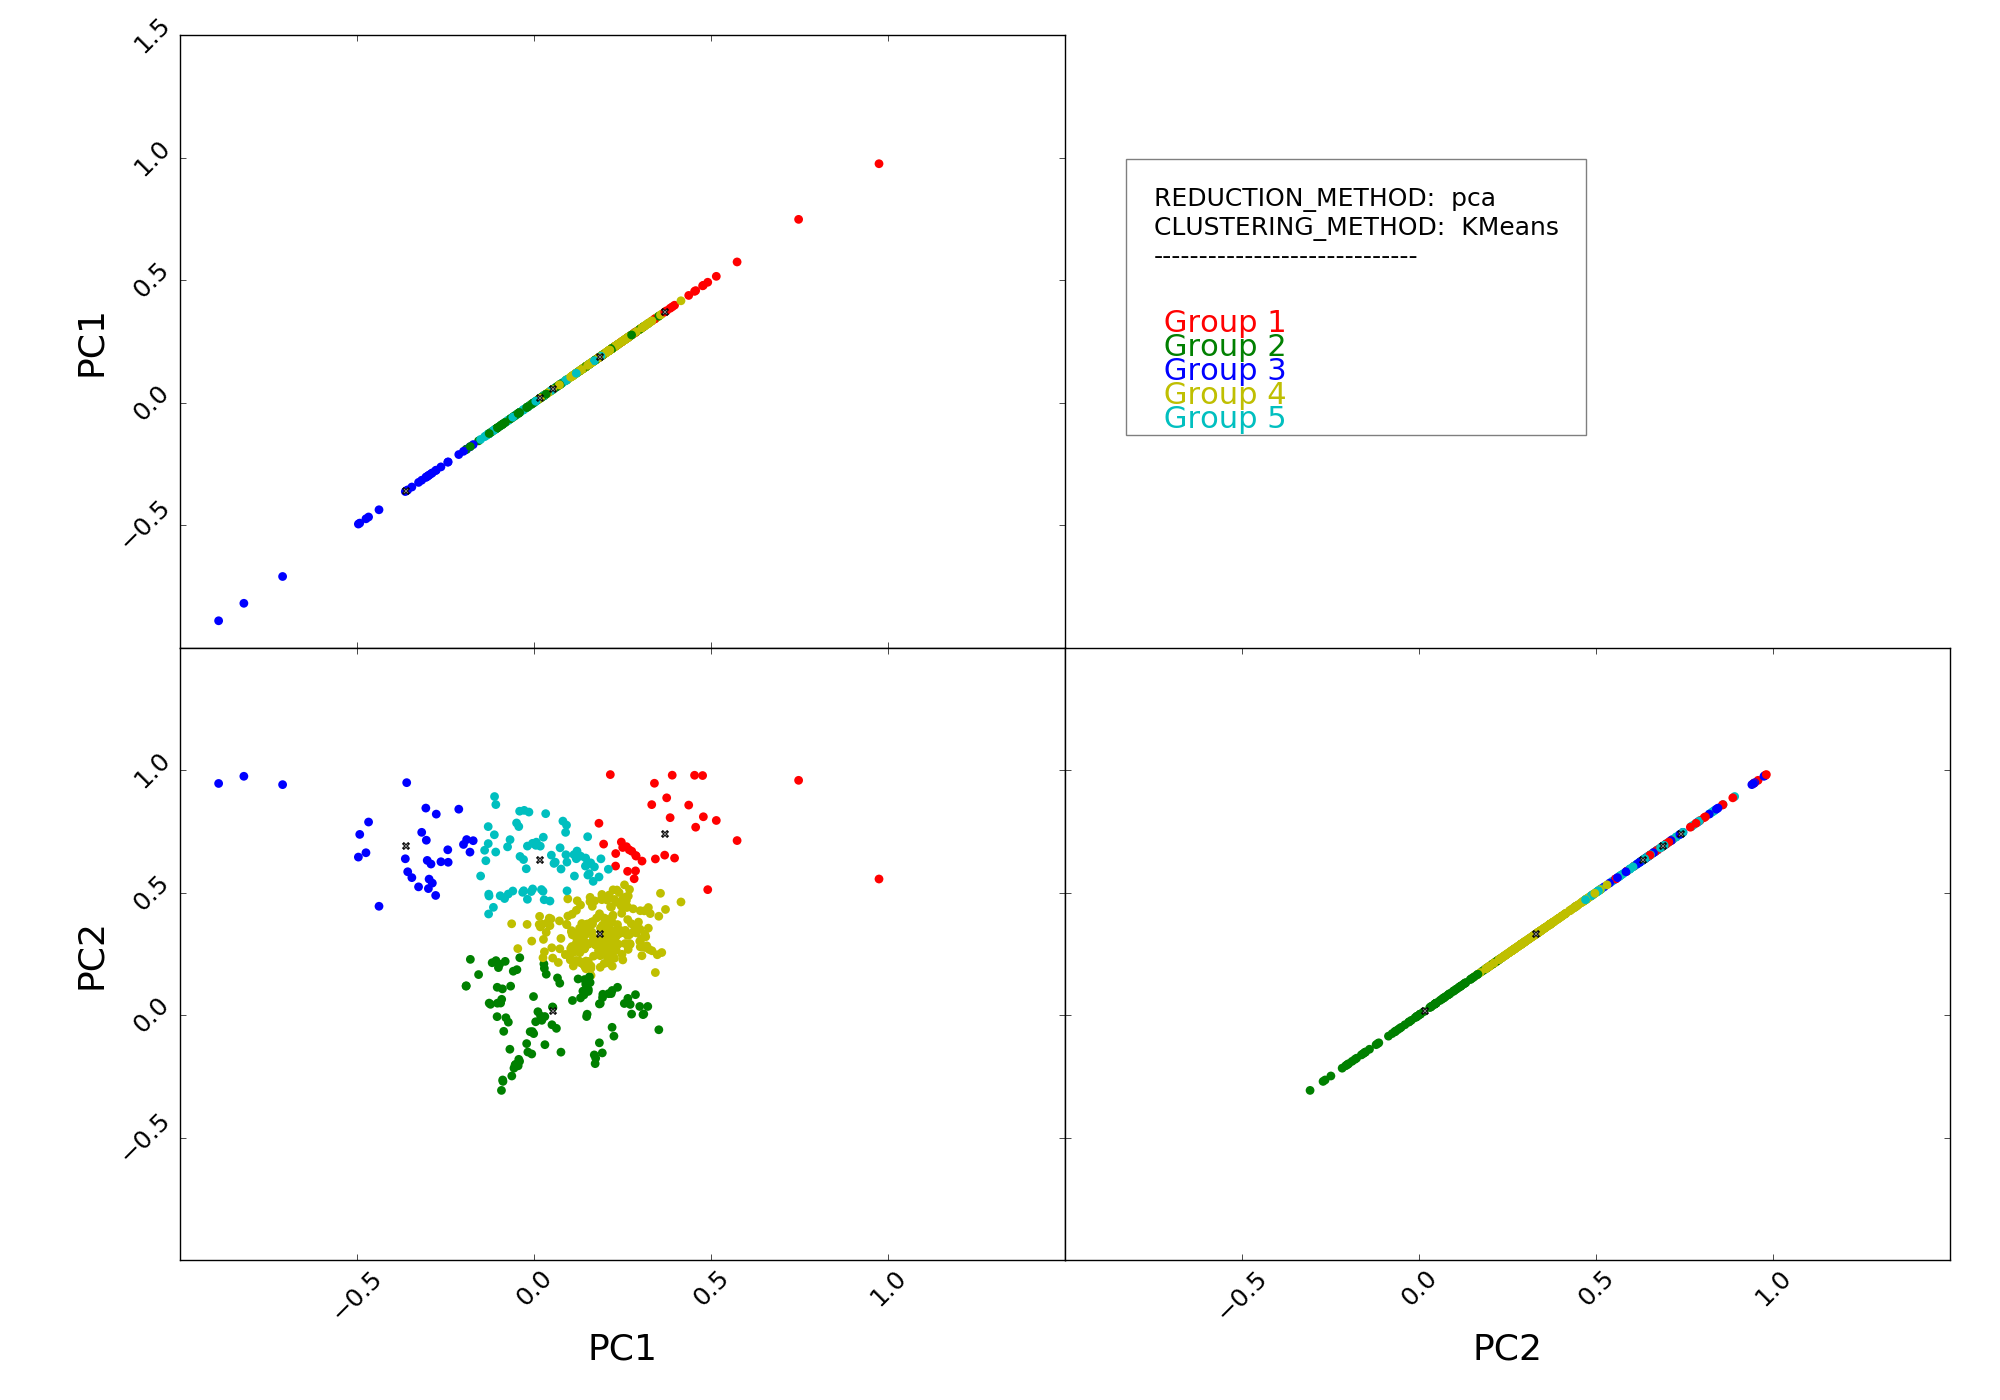 1.5
1.0
0.5
0.0
−0.5
PC1
REDUCTION_METHOD:  pca
CLUSTERING_METHOD:  KMeans
-----------------------------
Group 1
Group 2
Group 3
Group 4
Group 5
1.0
0.5
0.0
−0.5
PC2
−0.5 0.0 0.5 1.0
−0.5 0.0 0.5 1.0
PC1
PC2